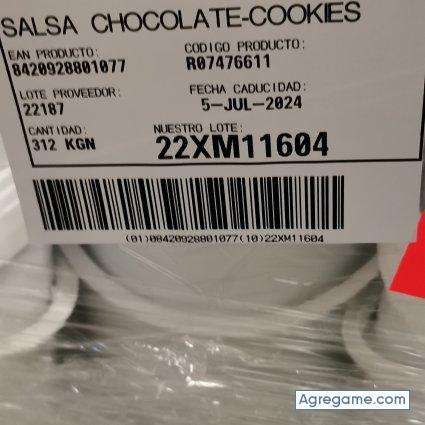 SALSA CHOCOLATE-COOKIES
EAN PRODUCTO: CODIGO PRODUCTO:
8420928801077 R07476611
LOTE PROVEEDOR: FECHA CADUCIDAD:
22187 5-JUL-2024
CANTIDAD: NUESTRO LOTE:
312 KGN 22XM11604
(01)08420928801077(10)22XM11604
Agregame.com